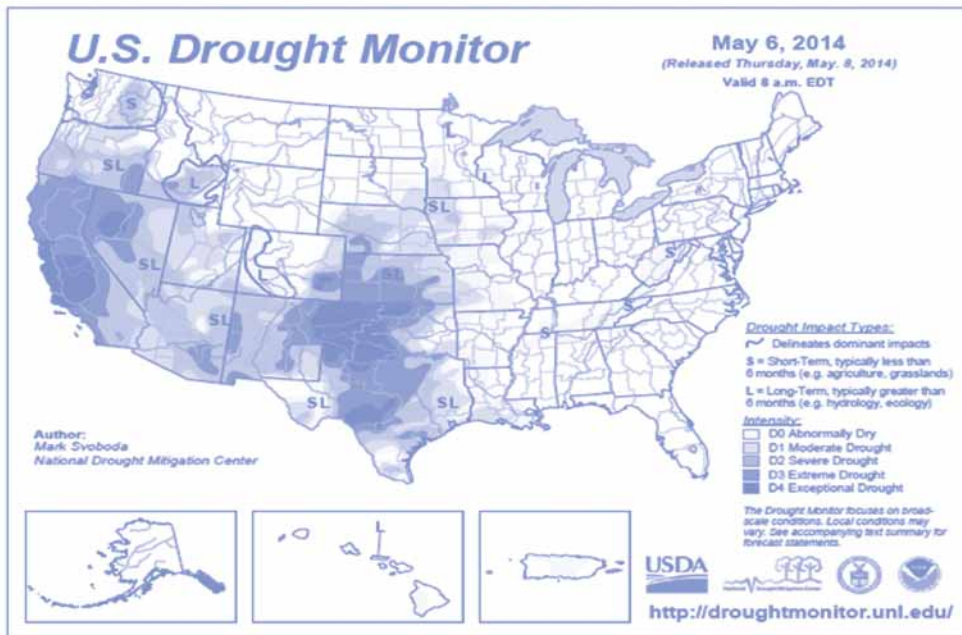 U.S. Drought Monitor
May 6, 2014
(Released Thursday, May. 8, 2014)
Valid 8 a.m. EDT
S
L
SL
L
L
SL
L
S
SL
SL
SL
S
S
SL
SL
Drought Impact Types:
Delineates dominant impacts
S = Short-Term, typically less than
6 months (e.g. agriculture, grasslands)
L = Long-Term, typically greater than
6 months (e.g. hydrology, ecology)
Intensity:
D0 Abnormally Dry
D1 Moderate Drought
D2 Severe Drought
D3 Extreme Drought
D4 Exceptional Drought
Author:
Mark Svoboda
National Drought Mitigation Center
The Drought Monitor focuses on broad-
scale conditions. Local conditions may
vary. See accompanying text summary for
forecast statements.
L
USDA
National Drought Mitigation Center
http://droughtmonitor.unl.edu/